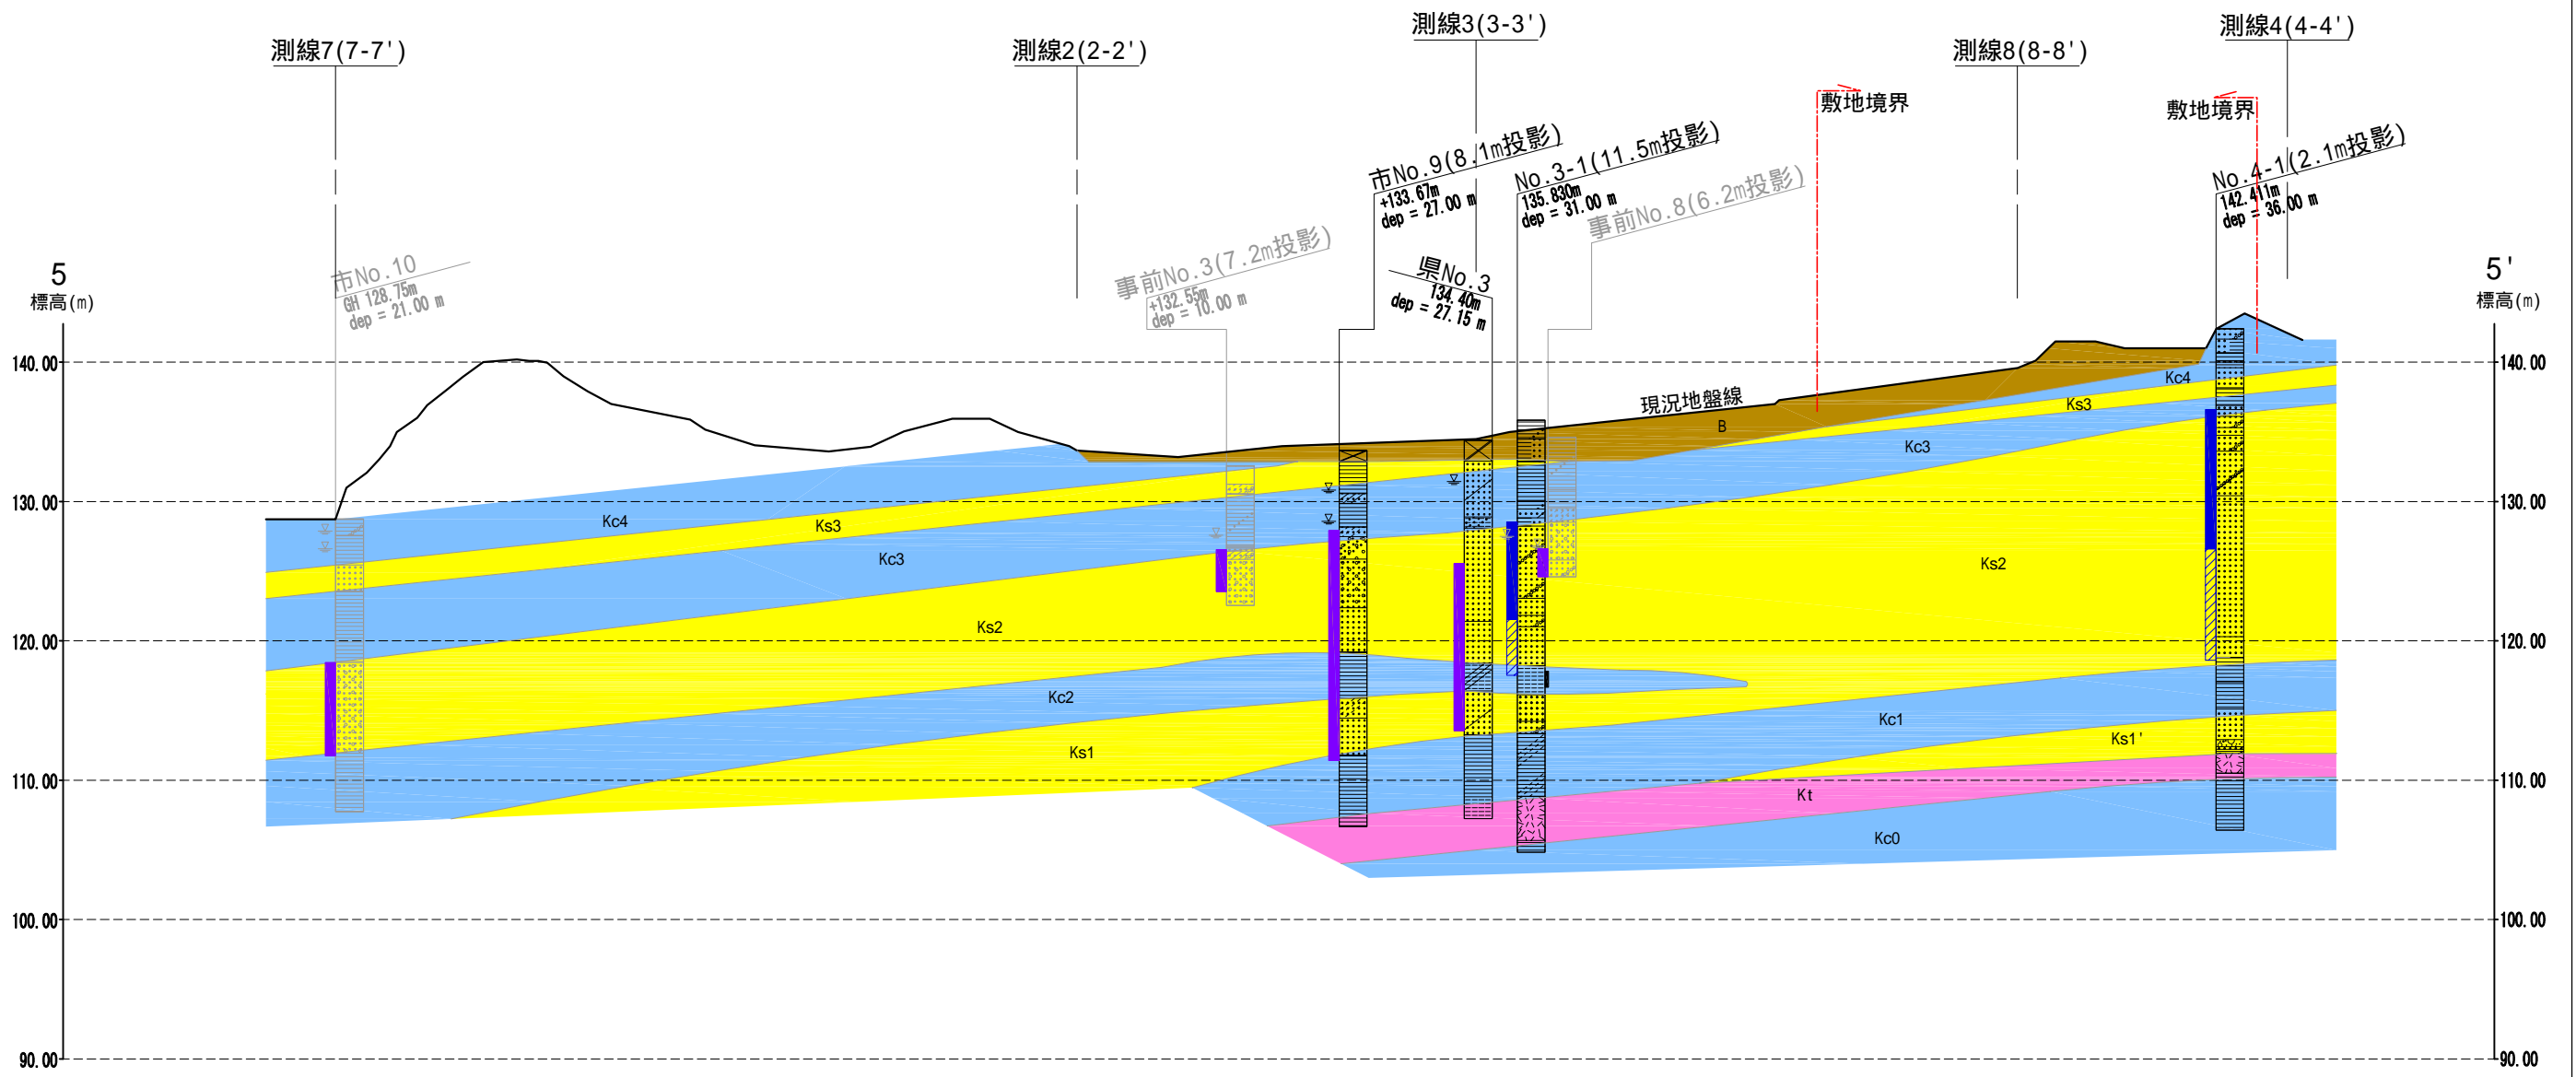 測線7(7-7')
測線2(2-2')
測線3(3-3')
測線8(8-8')
測線4(4-4')
敷地境界
敷地境界
市No.9(8.1m投影)
+133.67m
dep = 27.00 m
No.3-1(11.5m投影)
135.830m
dep = 31.00 m
事前No.8(6.2m投影)
No.4-1(2.1m投影)
142.411m
dep = 36.00 m
市No.10
GH 128.75m
dep = 21.00 m
事前No.3(7.2m投影)
+132.55m
dep = 10.00 m
県No.3
134.40m
dep = 27.15 m
5
標高(m)
5'
標高(m)
140.00
140.00
現況地盤線
Kc4
Ks3
B
Kc3
130.00
130.00
Kc4
Ks3
Kc3
Ks2
120.00
120.00
Ks2
Kc2
Kc1
Ks1
Ks1'
110.00
110.00
Kt
Kc0
100.00
100.00
90.00
90.00